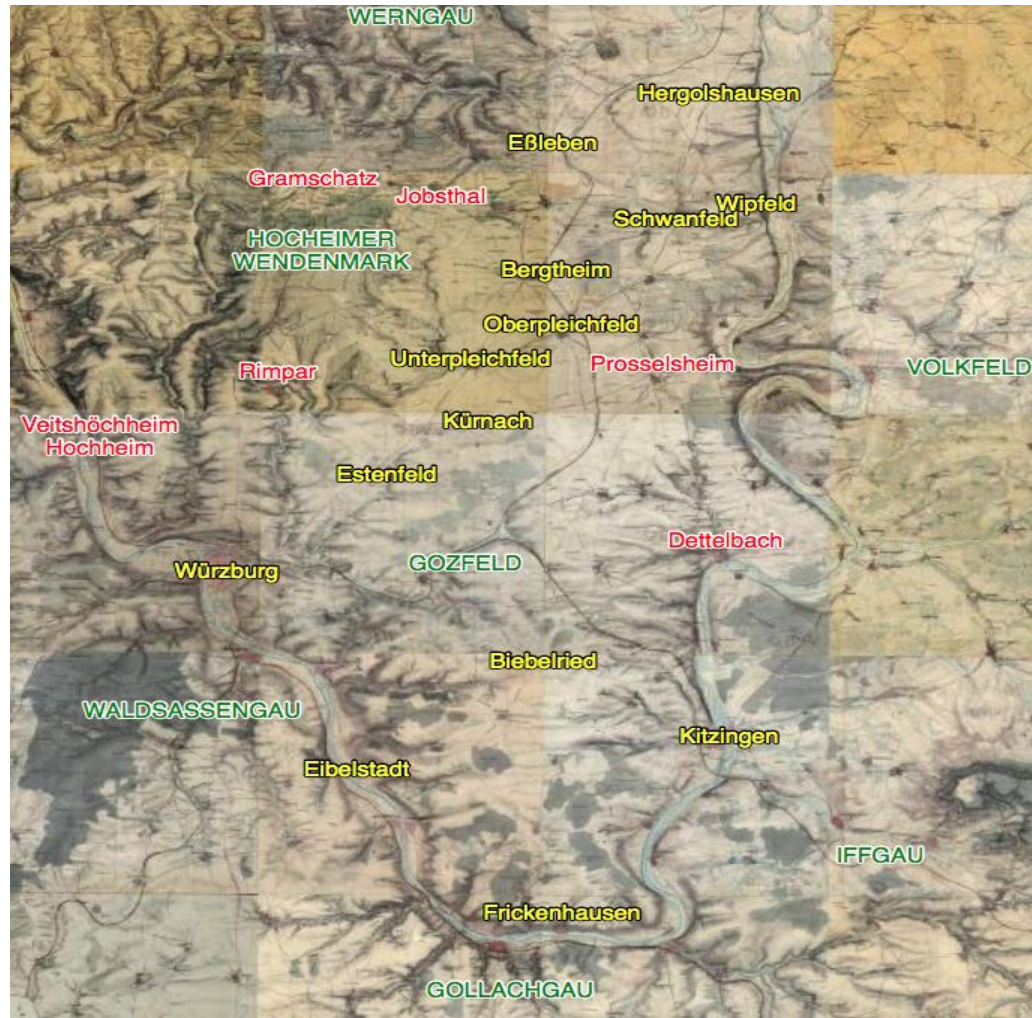 WERNGAU
Hergolshausen
Eßleben
Gramschatz
Jobsthal
Wipfeld
Schwanfeld
HOCHEIMER
WENDENMARK
Bergtheim
Oberpleichfeld
Unterpleichfeld
Prosselsheim
VOLKFELD
Rimpar
Kürnach
Veitshöchheim
Hochheim
Estenfeld
Dettelbach
GOZFELD
Würzburg
Biebelried
WALDSASSENGAU
Kitzingen
Eibelstadt
IFFGAU
Frickenhausen
GOLLACHGAU